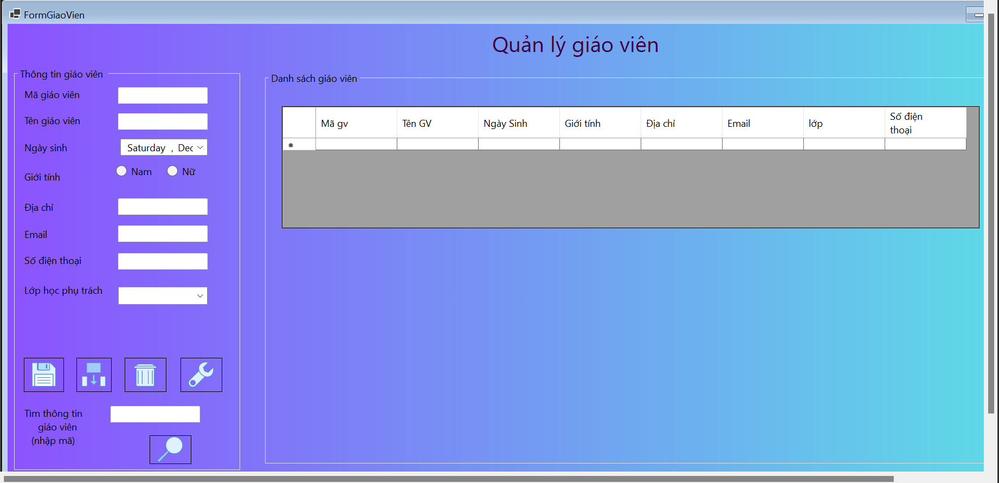 FormGiaoVien
Quản lý giáo viên
Thông tin giáo viên
Mã giáo viên
Tên giáo viên
Ngày sinh
Saturday , Dec
Giới tính
Nam
Nữ
Địa chỉ
Email
Số điện thoại
Lớp học phụ trách
Tìm thông tin
giáo viên
(nhập mã)
Danh sách giáo viên
Mã gv
Tên GV
Ngày Sinh
Giới tính
Địa chỉ
Email
lớp
Số điện
thoại